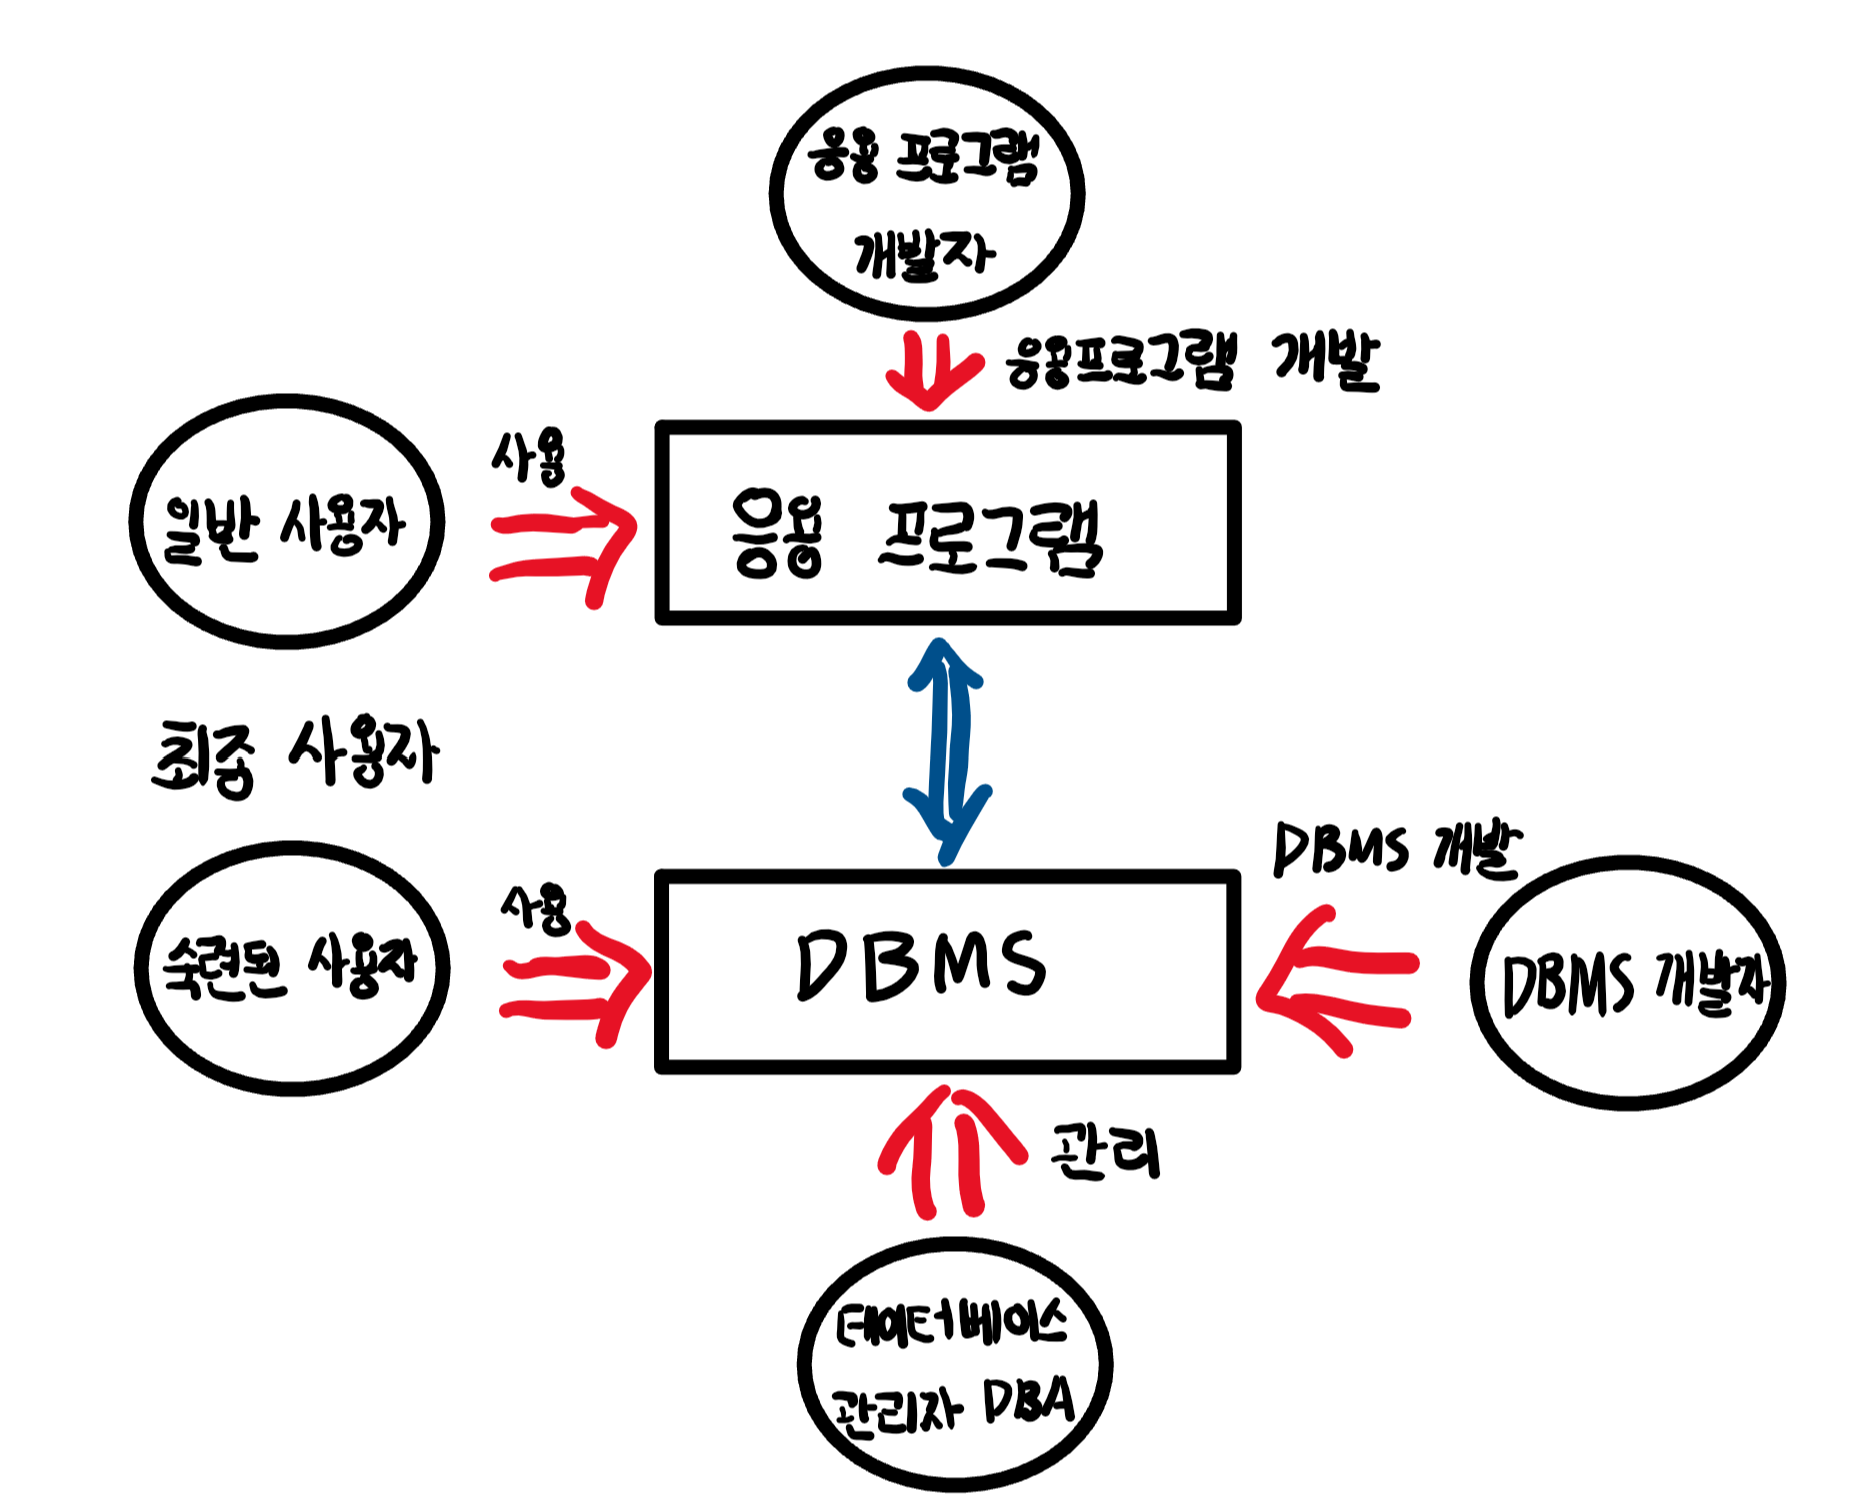 응용 프로그램
개발자
응용프로그램 개발
사용
일반 사용자
응용 프로그램
최종 사용자
DBMS 개발
사용
숙련된 사용자
DBMS
DBMS 개발자
관리
데이터베이스
관리자 DBA